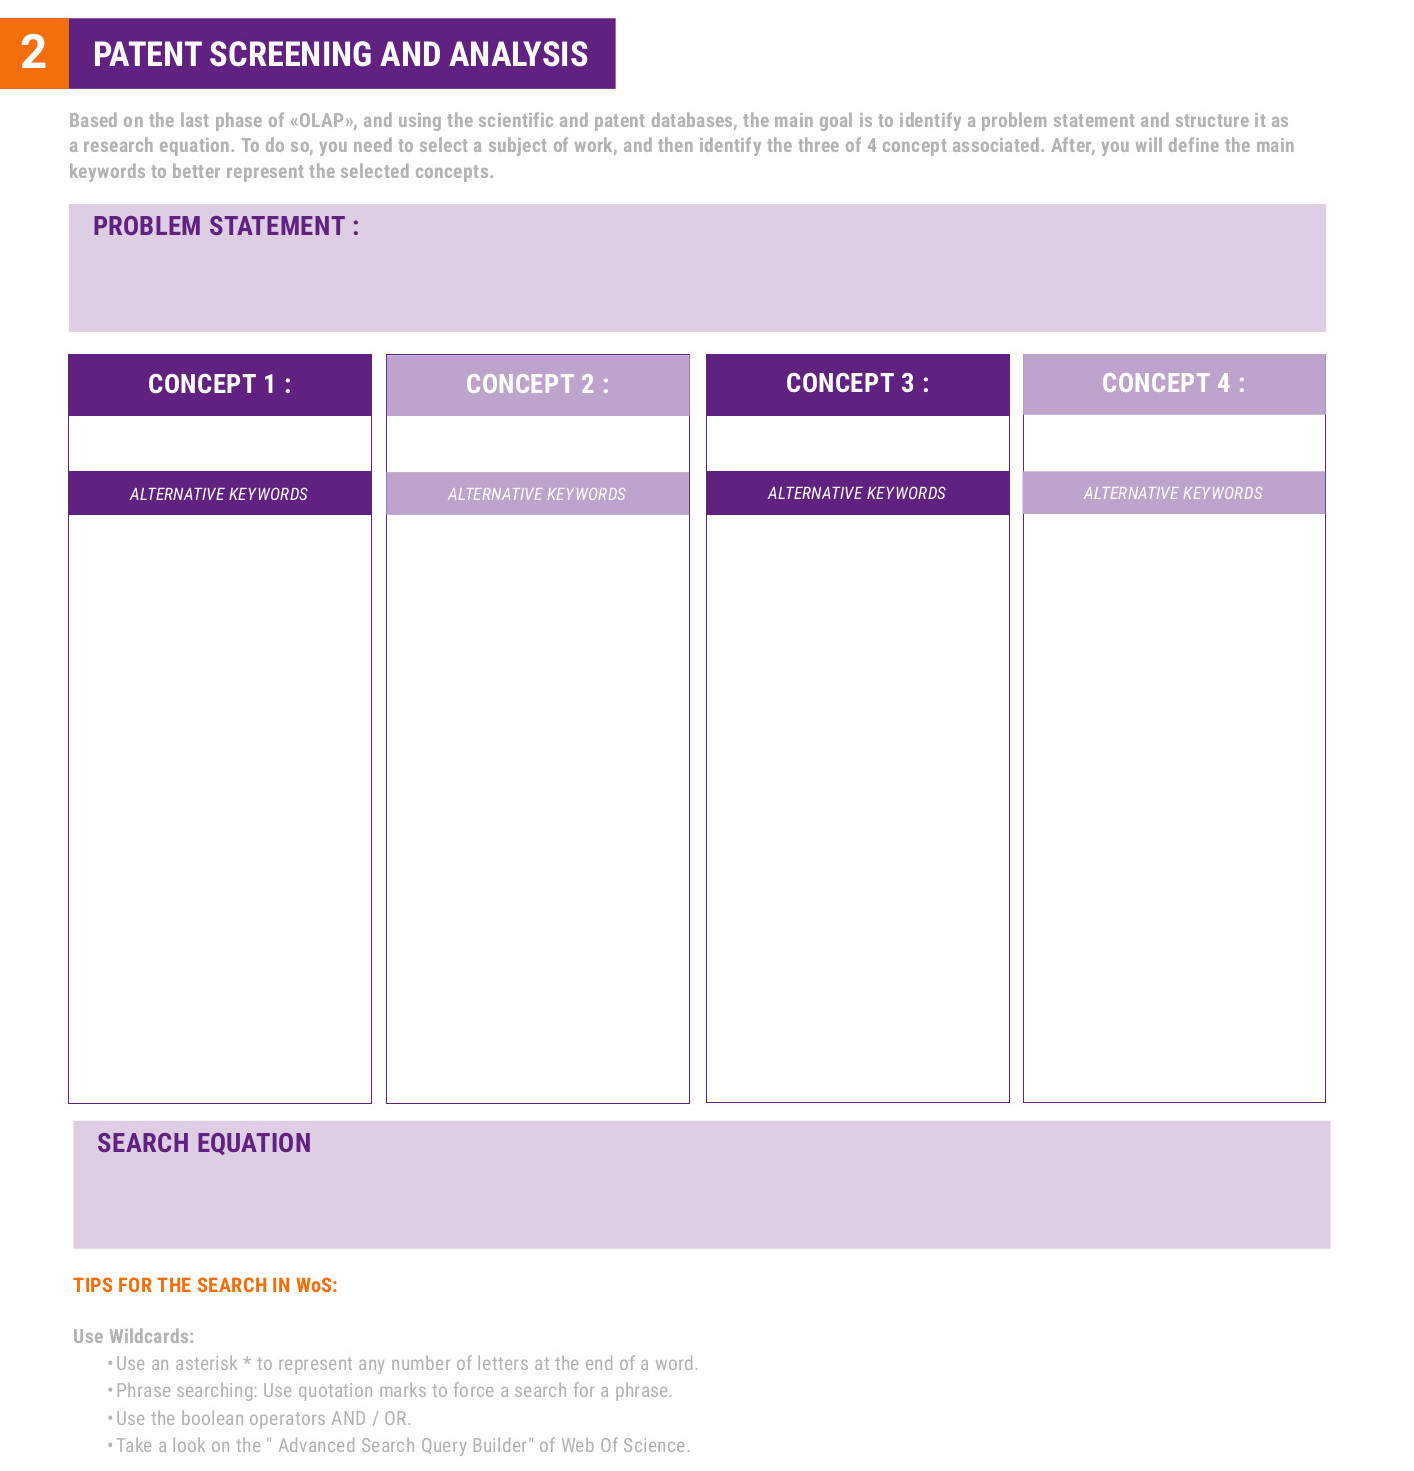 2 PATENT SCREENING AND ANALYSIS
Based on the last phase of «OLAP», and using the scientific and patent databases, the main goal is to identify a problem statement and structure it as
a research equation. To do so, you need to select a subject of work, and then identify the three of 4 concept associated. After, you will define the main
keywords to better represent the selected concepts.
PROBLEM STATEMENT :
CONCEPT 1 :
ALTERNATIVE KEYWORDS
CONCEPT 2 :
ALTERNATIVE KEYWORDS
CONCEPT 3 :
ALTERNATIVE KEYWORDS
CONCEPT 4 :
ALTERNATIVE KEYWORDS
SEARCH EQUATION
TIPS FOR THE SEARCH IN WoS:
Use Wildcards:
•Use an asterisk * to represent any number of letters at the end of a word.
•Phrase searching: Use quotation marks to force a search for a phrase.
•Use the boolean operators AND / OR.
•Take a look on the " Advanced Search Query Builder" of Web Of Science.